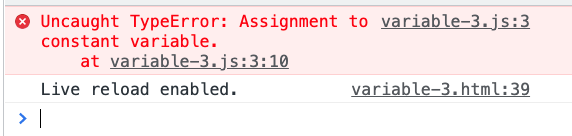 Uncaught TypeError: Assignment to variable-3.js:3
constant variable.
at variable-3.js:3:10
Live reload enabled. variable-3.html:39
>